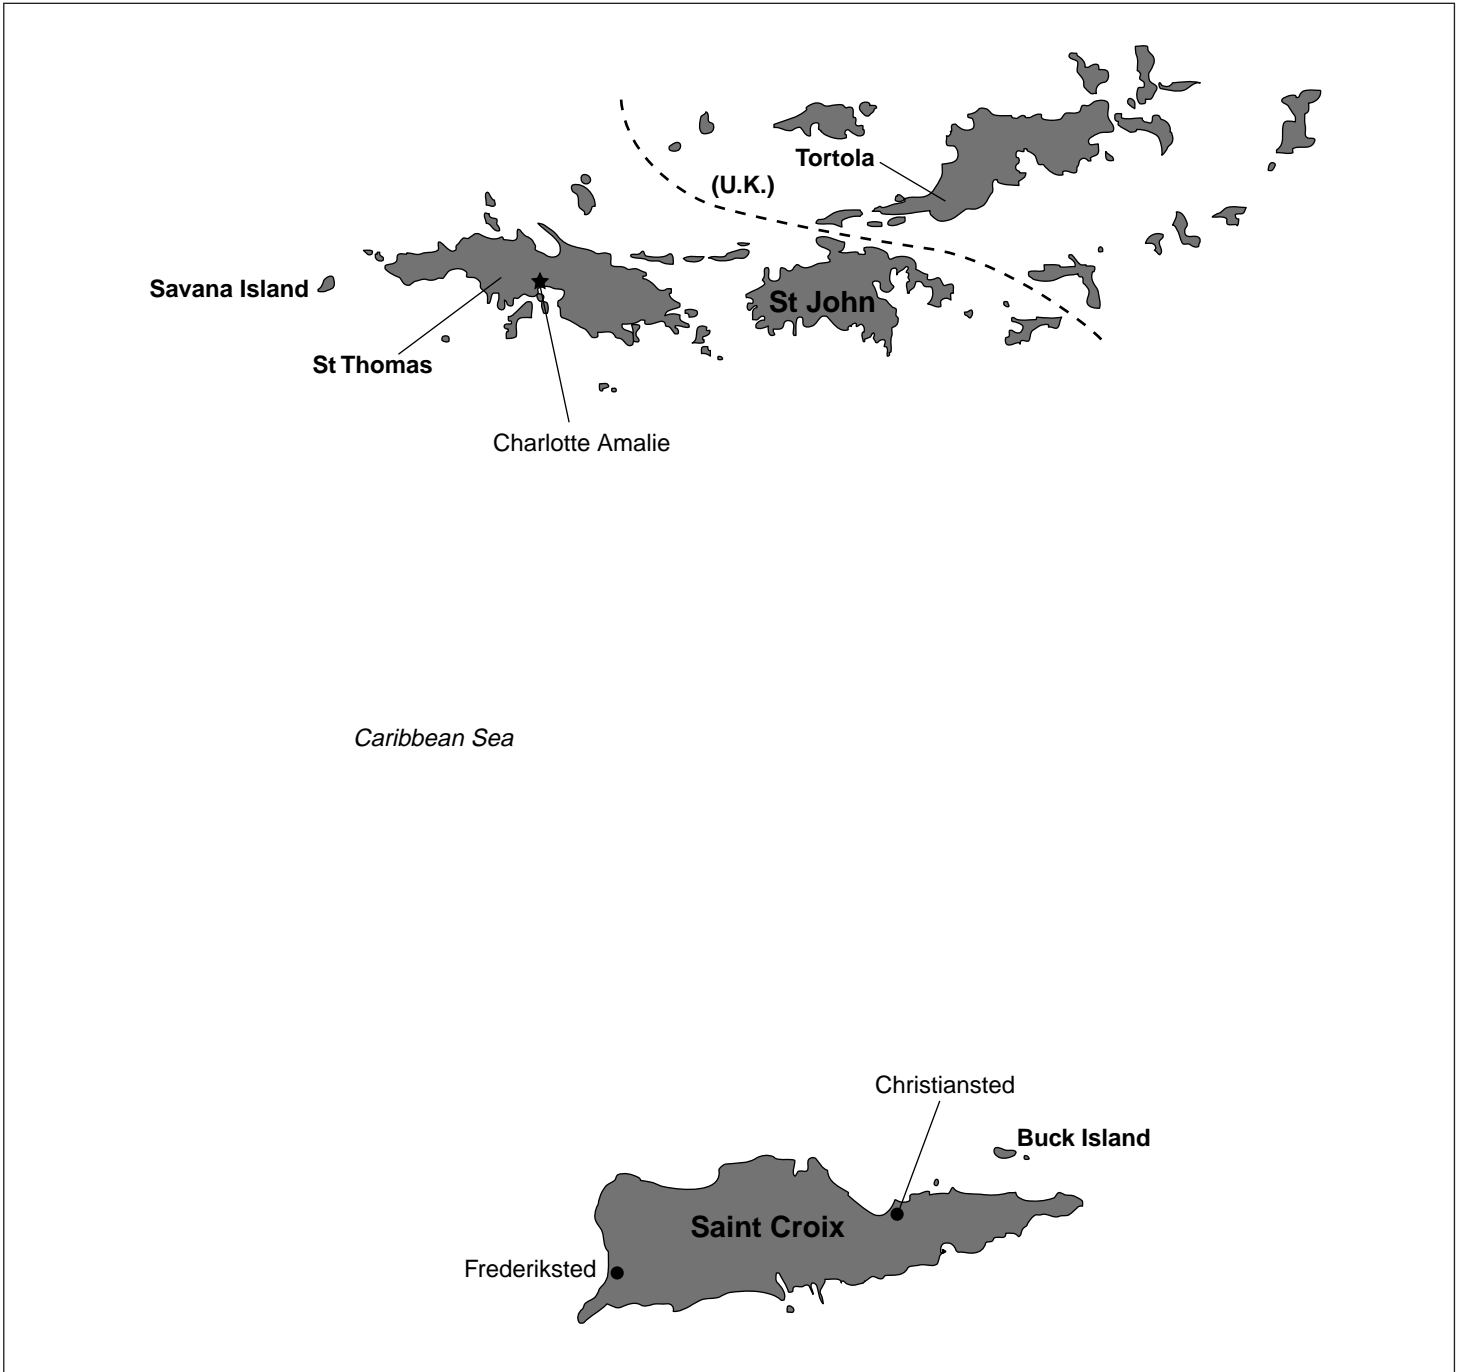 Tortola
(U.K.)
Savana Island
St John
St Thomas
Charlotte Amalie
Caribbean Sea
Christiansted
Buck Island
Saint Croix
Frederiksted